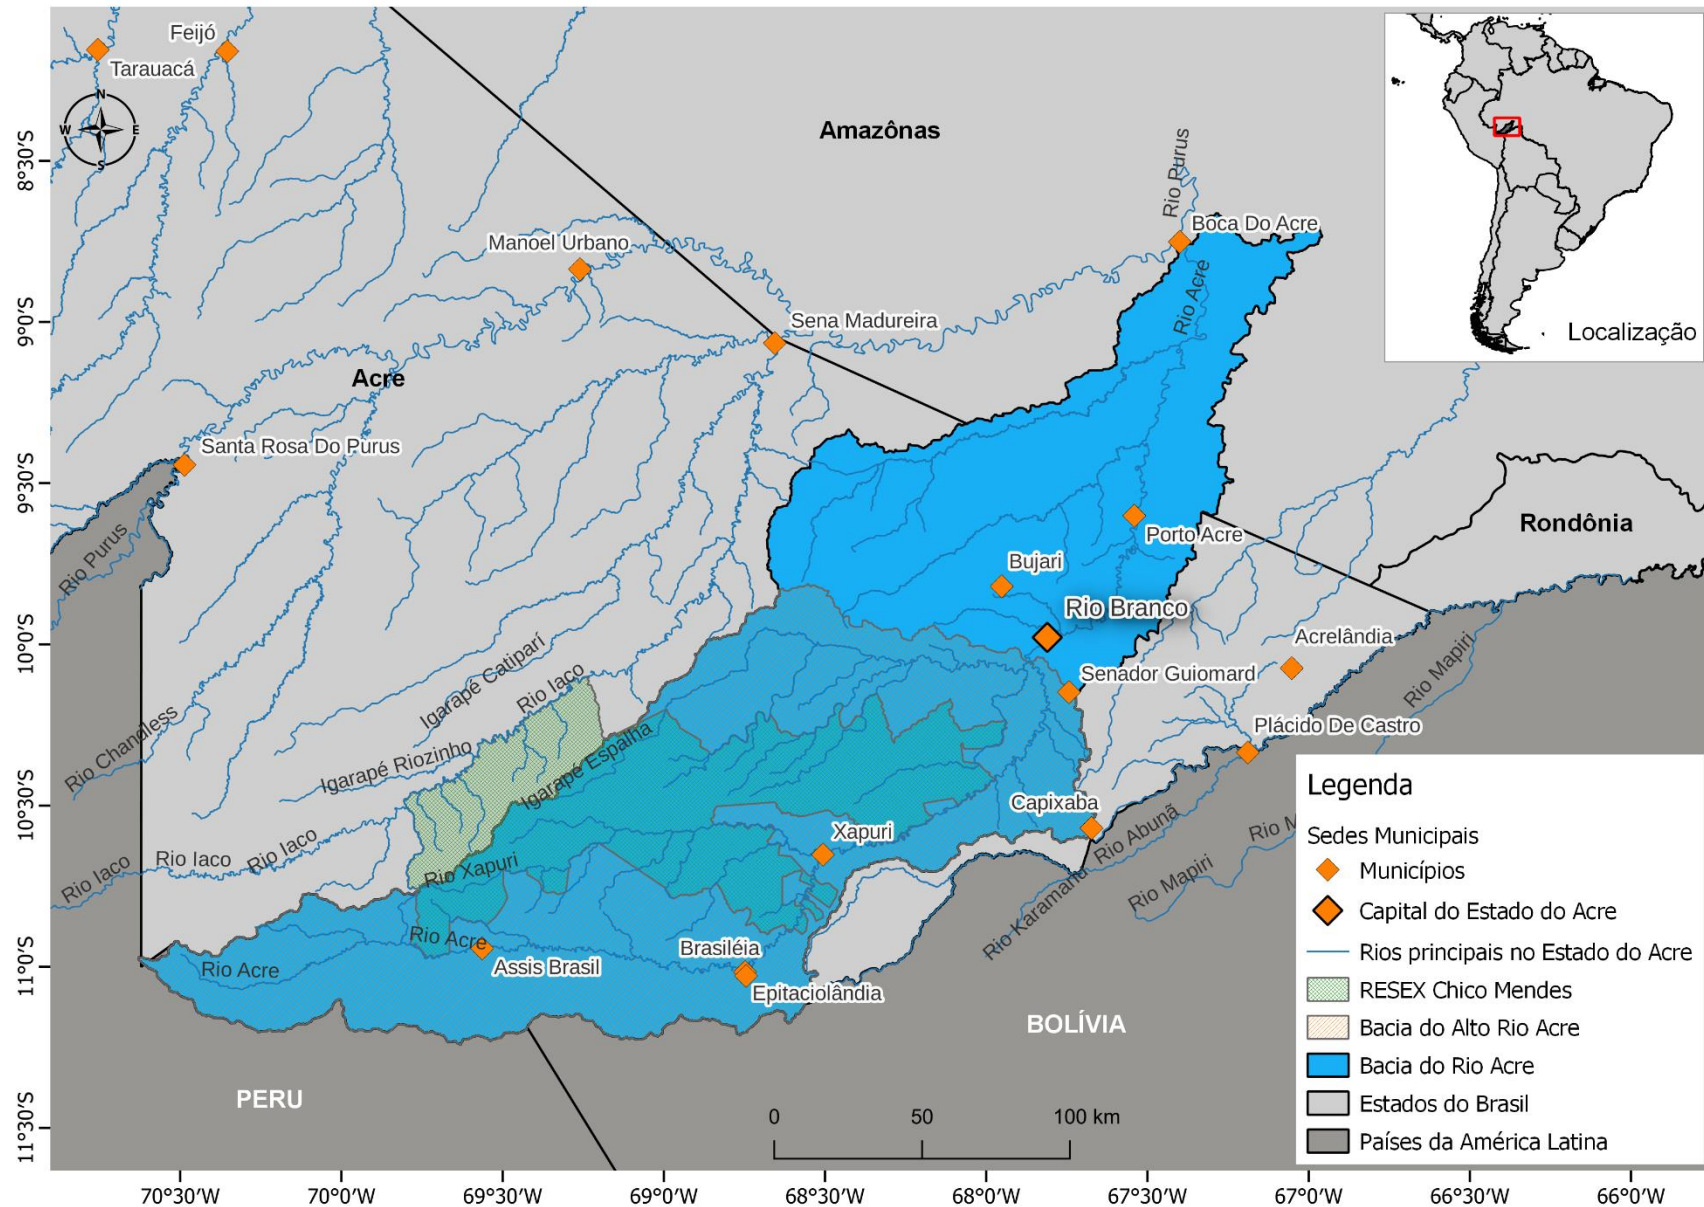 Feijó
Tarauacá
N
W
E
S
Amazônas
Rio Purus
Boca Do Acre
Manoel Urbano
Rio Acre
Sena Madureira
Acre
Santa Rosa Do Purus
Rio Purus
Porto Acre
Rondônia
Bujari
Rio Branco
Acrelândia
Senador Guiomard
Rio Mapiri
Igarapé Catiparí
Rio Iaco
Rio Chandless
Igarapé Riozinho
Igarapé Espalha
Plácido De Castro
Capixaba
Xapuri
Rio Abunã
Rio M
Rio Iaco
Rio Iaco
Rio Iaco
Rio Xapuri
Rio Karamanu
Rio Mapiri
Rio Acre
Rio Acre
Assis Brasil
Brasiléia
Epitaciolândia
BOLÍVIA
PERU
0 50 100 km
Localização
Legenda
Sedes Municipais
Municípios
Capital do Estado do Acre
Rios principais no Estado do Acre
RESEX Chico Mendes
Bacia do Alto Rio Acre
Bacia do Rio Acre
Estados do Brasil
Países da América Latina
8°30'S
9°0'S
9°30'S
10°0'S
10°30'S
11°0'S
11°30'S
70°30'W 70°0'W 69°30'W 69°0'W 68°30'W 68°0'W 67°30'W 67°0'W 66°30'W 66°0'W